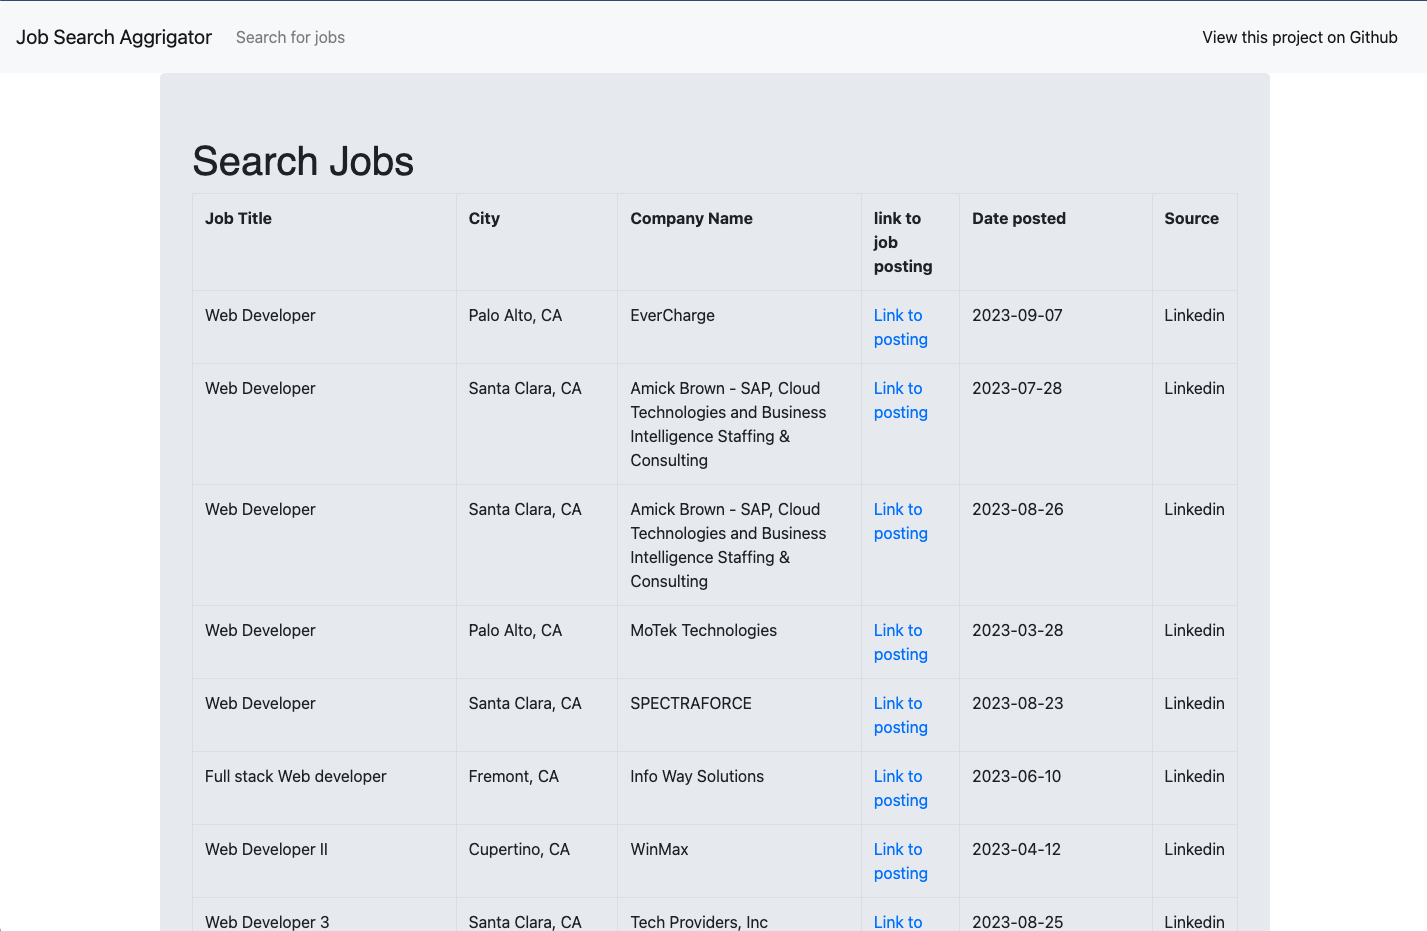 Job Search Aggrigator Search for jobs View this project on Github
Search Jobs
Job Title City Company Name link to job posting Date posted Source
Web Developer Palo Alto, CA EverCharge Link to posting 2023-09-07 Linkedin
Web Developer Santa Clara, CA Amick Brown - SAP, Cloud Technologies and Business Intelligence Staffing & Consulting Link to posting 2023-07-28 Linkedin
Web Developer Santa Clara, CA Amick Brown - SAP, Cloud Technologies and Business Intelligence Staffing & Consulting Link to posting 2023-08-26 Linkedin
Web Developer Palo Alto, CA MoTek Technologies Link to posting 2023-03-28 Linkedin
Web Developer Santa Clara, CA SPECTRAFORCE Link to posting 2023-08-23 Linkedin
Full stack Web developer Fremont, CA Info Way Solutions Link to posting 2023-06-10 Linkedin
Web Developer II Cupertino, CA WinMax Link to posting 2023-04-12 Linkedin
Web Developer 3 Santa Clara, CA Tech Providers, Inc Link to 2023-08-25 Linkedin